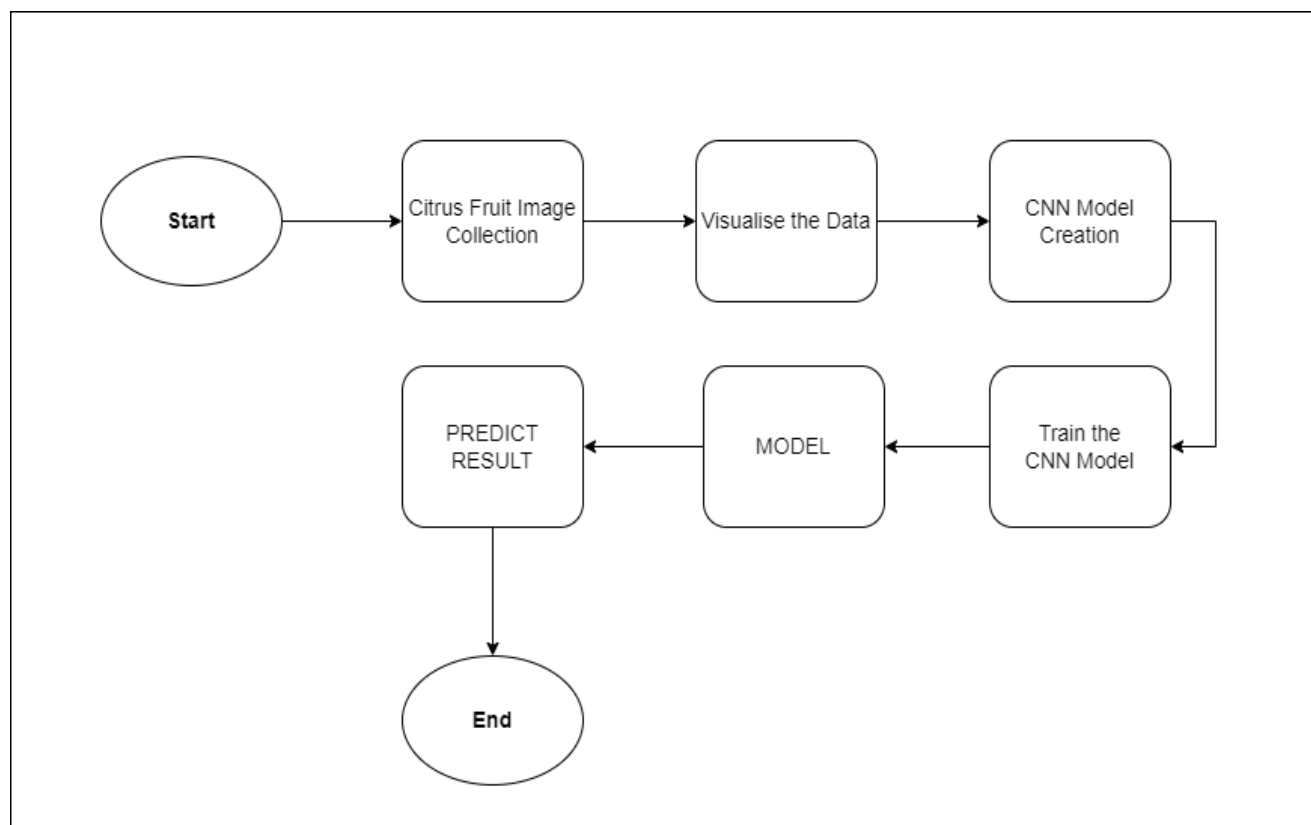 Start
Citrus Fruit Image
Collection
Visualise the Data
CNN Model
Creation
Train the
CNN Model
MODEL
PREDICT
RESULT
End